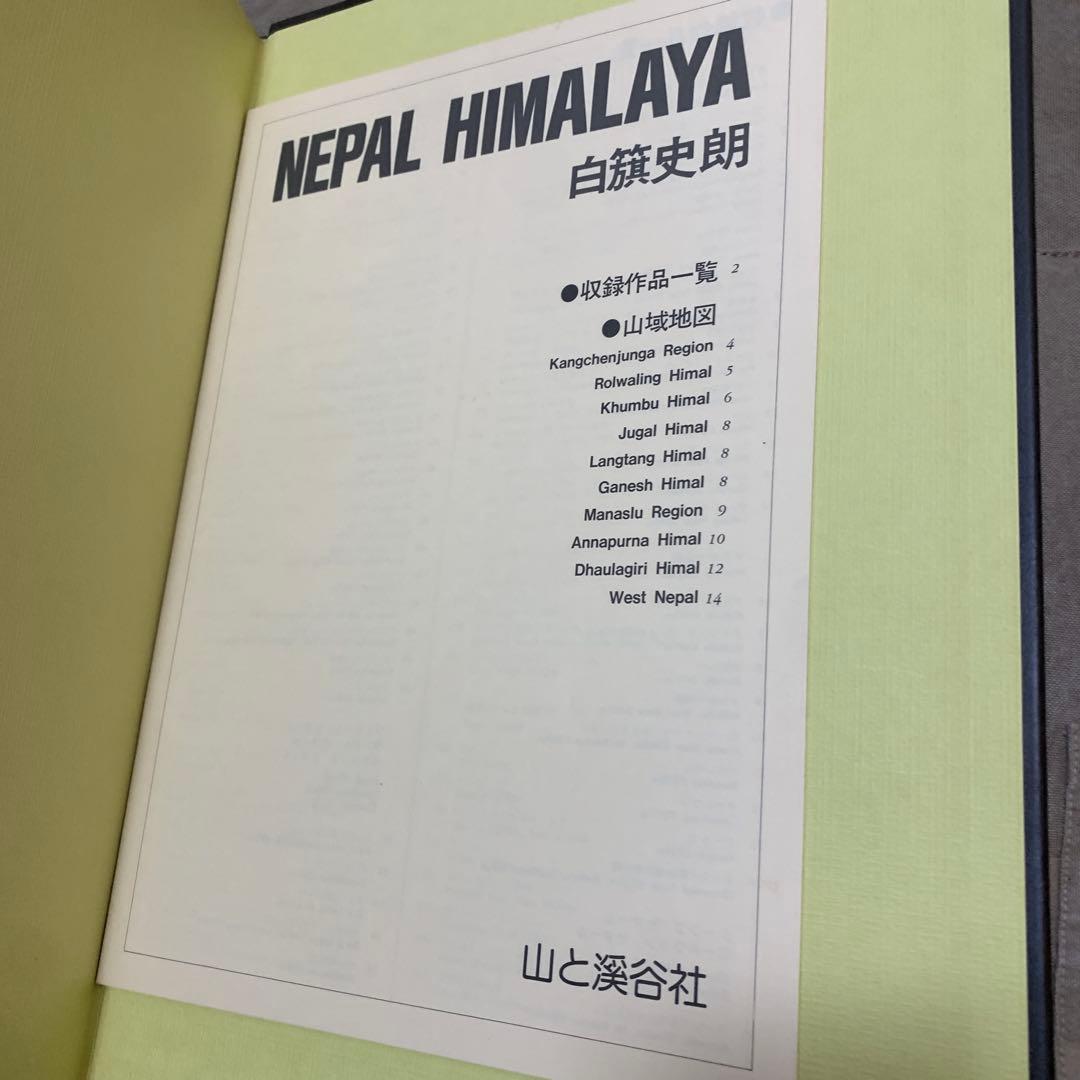 NEPAL HIMALAYA
白籏史朗
●収録作品一覧 2
●山域地図
Kangchenjunga Region 4
Rolwaling Himal 5
Khumbu Himal 6
Jugal Himal 8
Langtang Himal 8
Ganesh Himal 8
Manaslu Region 9
Annapurna Himal 10
Dhaulagiri Himal 12
West Nepal 14
山と溪谷社